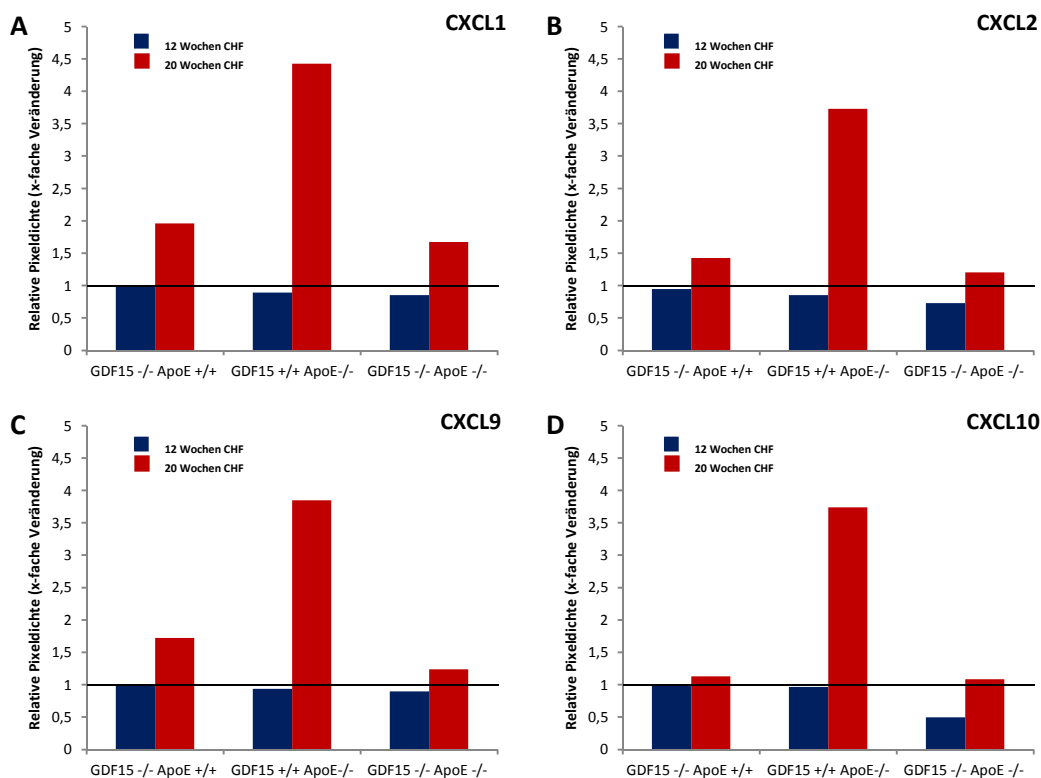 A
CXCL1
12 Wochen CHF
20 Wochen CHF
Relative Pixeldichte (x-fache Veränderung)
5
4,5
4
3,5
3
2,5
2
1,5
1
0,5
0
GDF15 -/- ApoE +/+ GDF15 +/+ ApoE-/- GDF15 -/- ApoE -/-
B
CXCL2
12 Wochen CHF
20 Wochen CHF
Relative Pixeldichte (x-fache Veränderung)
5
4,5
4
3,5
3
2,5
2
1,5
1
0,5
0
GDF15 -/- ApoE +/+ GDF15 +/+ ApoE-/- GDF15 -/- ApoE -/-
C
CXCL9
12 Wochen CHF
20 Wochen CHF
Relative Pixeldichte (x-fache Veränderung)
5
4,5
4
3,5
3
2,5
2
1,5
1
0,5
0
GDF15 -/- ApoE +/+ GDF15 +/+ ApoE-/- GDF15 -/- ApoE -/-
D
CXCL10
12 Wochen CHF
20 Wochen CHF
Relative Pixeldichte (x-fache Veränderung)
5
4,5
4
3,5
3
2,5
2
1,5
1
0,5
0
GDF15 -/- ApoE +/+ GDF15 +/+ ApoE-/- GDF15 -/- ApoE -/-